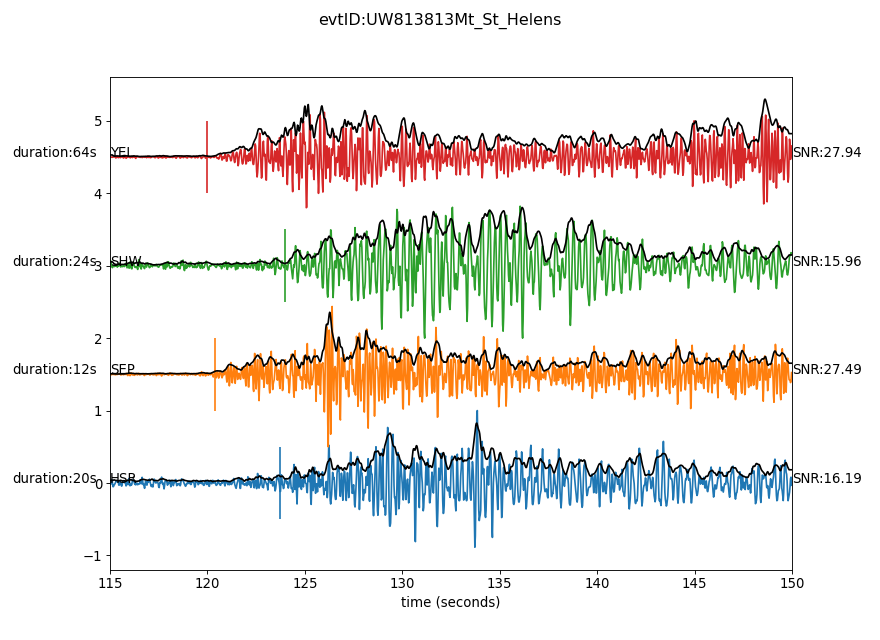 evtID:UW813813Mt_St_Helens
5
duration:64s YEL SNR:27.94
4
duration:24s SHW SNR:15.96
3
2
duration:12s SEP SNR:27.49
1
duration:20s HSR SNR:16.19
0
−1
115 120 125 130 135 140 145 150
time (seconds)